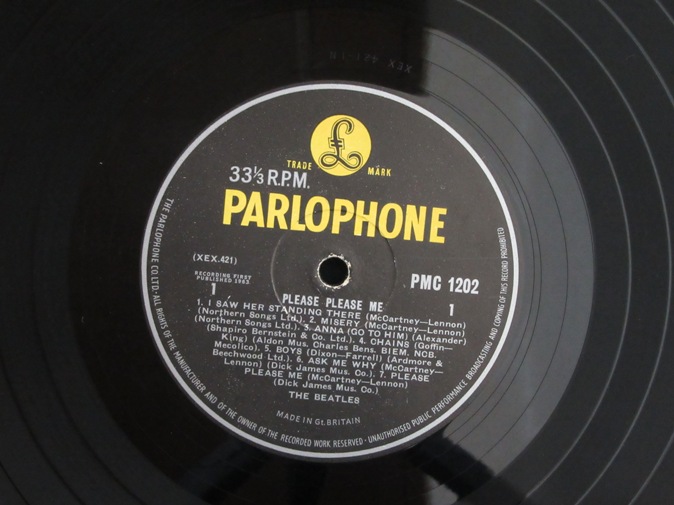 XEX 421 1N
£
TRADE MARK
33⅓ R.P.M.
PARLOPHONE
(XEX.421)
RECORDING FIRST
PUBLISHED 1963
PMC 1202
1
1
PLEASE PLEASE ME
1. I SAW HER STANDING THERE (McCartney—Lennon)
(Northern Songs Ltd.). 2. MISERY (McCartney—Lennon)
(Northern Songs Ltd.). 3. ANNA (GO TO HIM) (Alexander)
(Shapiro Bernstein & Co. Ltd.). 4. CHAINS (Goffin—
King) (Aldon Mus. Charles Bens. BIEM. NCB.
Mecolico). 5. BOYS (Dixon—Farrell) (Ardmore &
Beechwood Ltd.). 6. ASK ME WHY (McCartney—
Lennon) (Dick James Mus. Co.). 7. PLEASE
PLEASE ME (McCartney—Lennon)
(Dick James Mus. Co.)
THE BEATLES
MADE IN Gt. BRITAIN
THE PARLOPHONE CO LTD·ALL RIGHTS OF THE MANUFACTURER AND OF THE OWNER OF THE RECORDED WORK RESERVED·UNAUTHORISED PUBLIC PERFORMANCE BROADCASTING AND COPYING OF THIS RECORD PROHIBITED